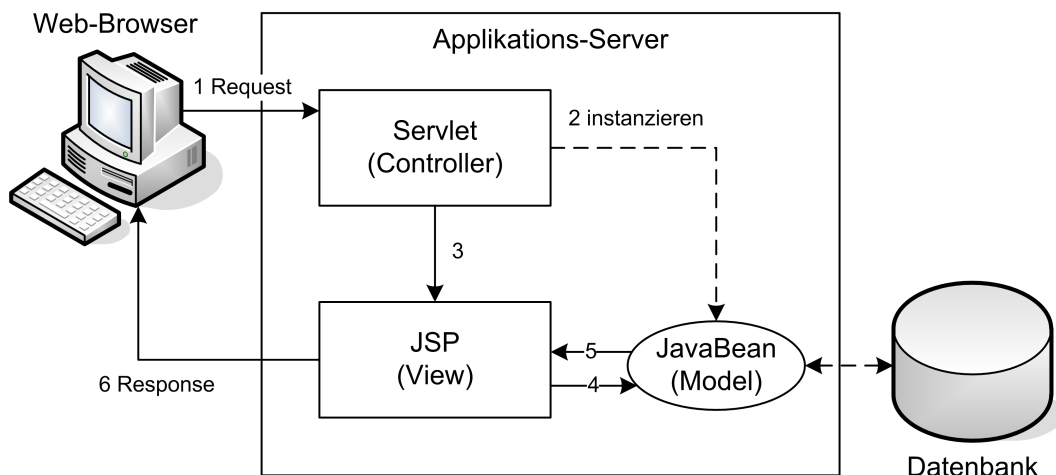 Web-Browser
Applikations-Server
1 Request
Servlet
(Controller)
2 instanzieren
3
JSP
(View)
5
4
JavaBean
(Model)
6 Response
Datenbank